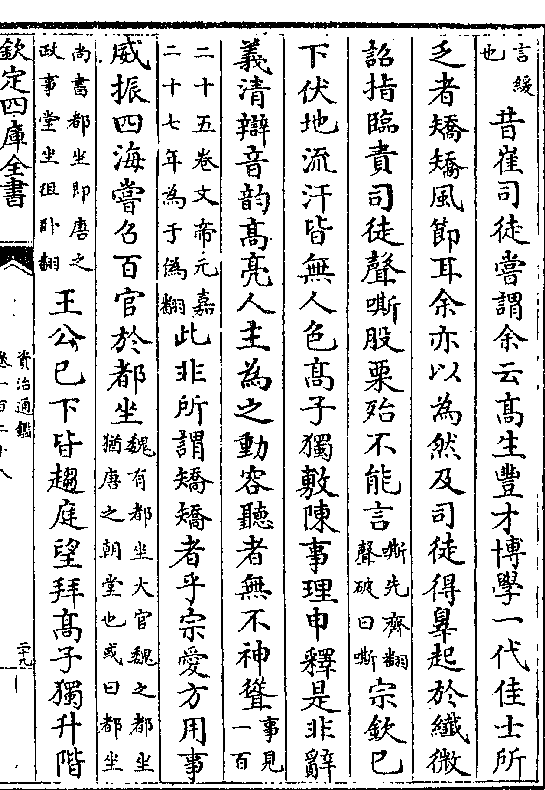 言緩也昔崔司徒嘗謂余云高生豐才博學一代佳士所
乏者矯矯風節耳余亦以為然及司徒得辠起於纖微
詔指臨責司徒聲嘶股栗殆不能言嘶先齊翻聲破曰嘶宗欽已
下伏地流汗皆無人色高子獨敷陳事理申釋是非辭
義清辯音韵高亮人主為之動容聽者無不神聳事見一百
二十五卷文帝元嘉二十七年為于偽翻此非所謂矯矯者乎宗愛方用事
威振四海嘗召百官於都坐魏有都坐大官魏之都坐猶唐之朝堂也或曰都坐
尚書都坐即唐之政事堂坐徂卧翻王公已下皆趨庭望拜高子獨升階
欽定四庫全書
資治通鑑
卷一百二十八
二十九